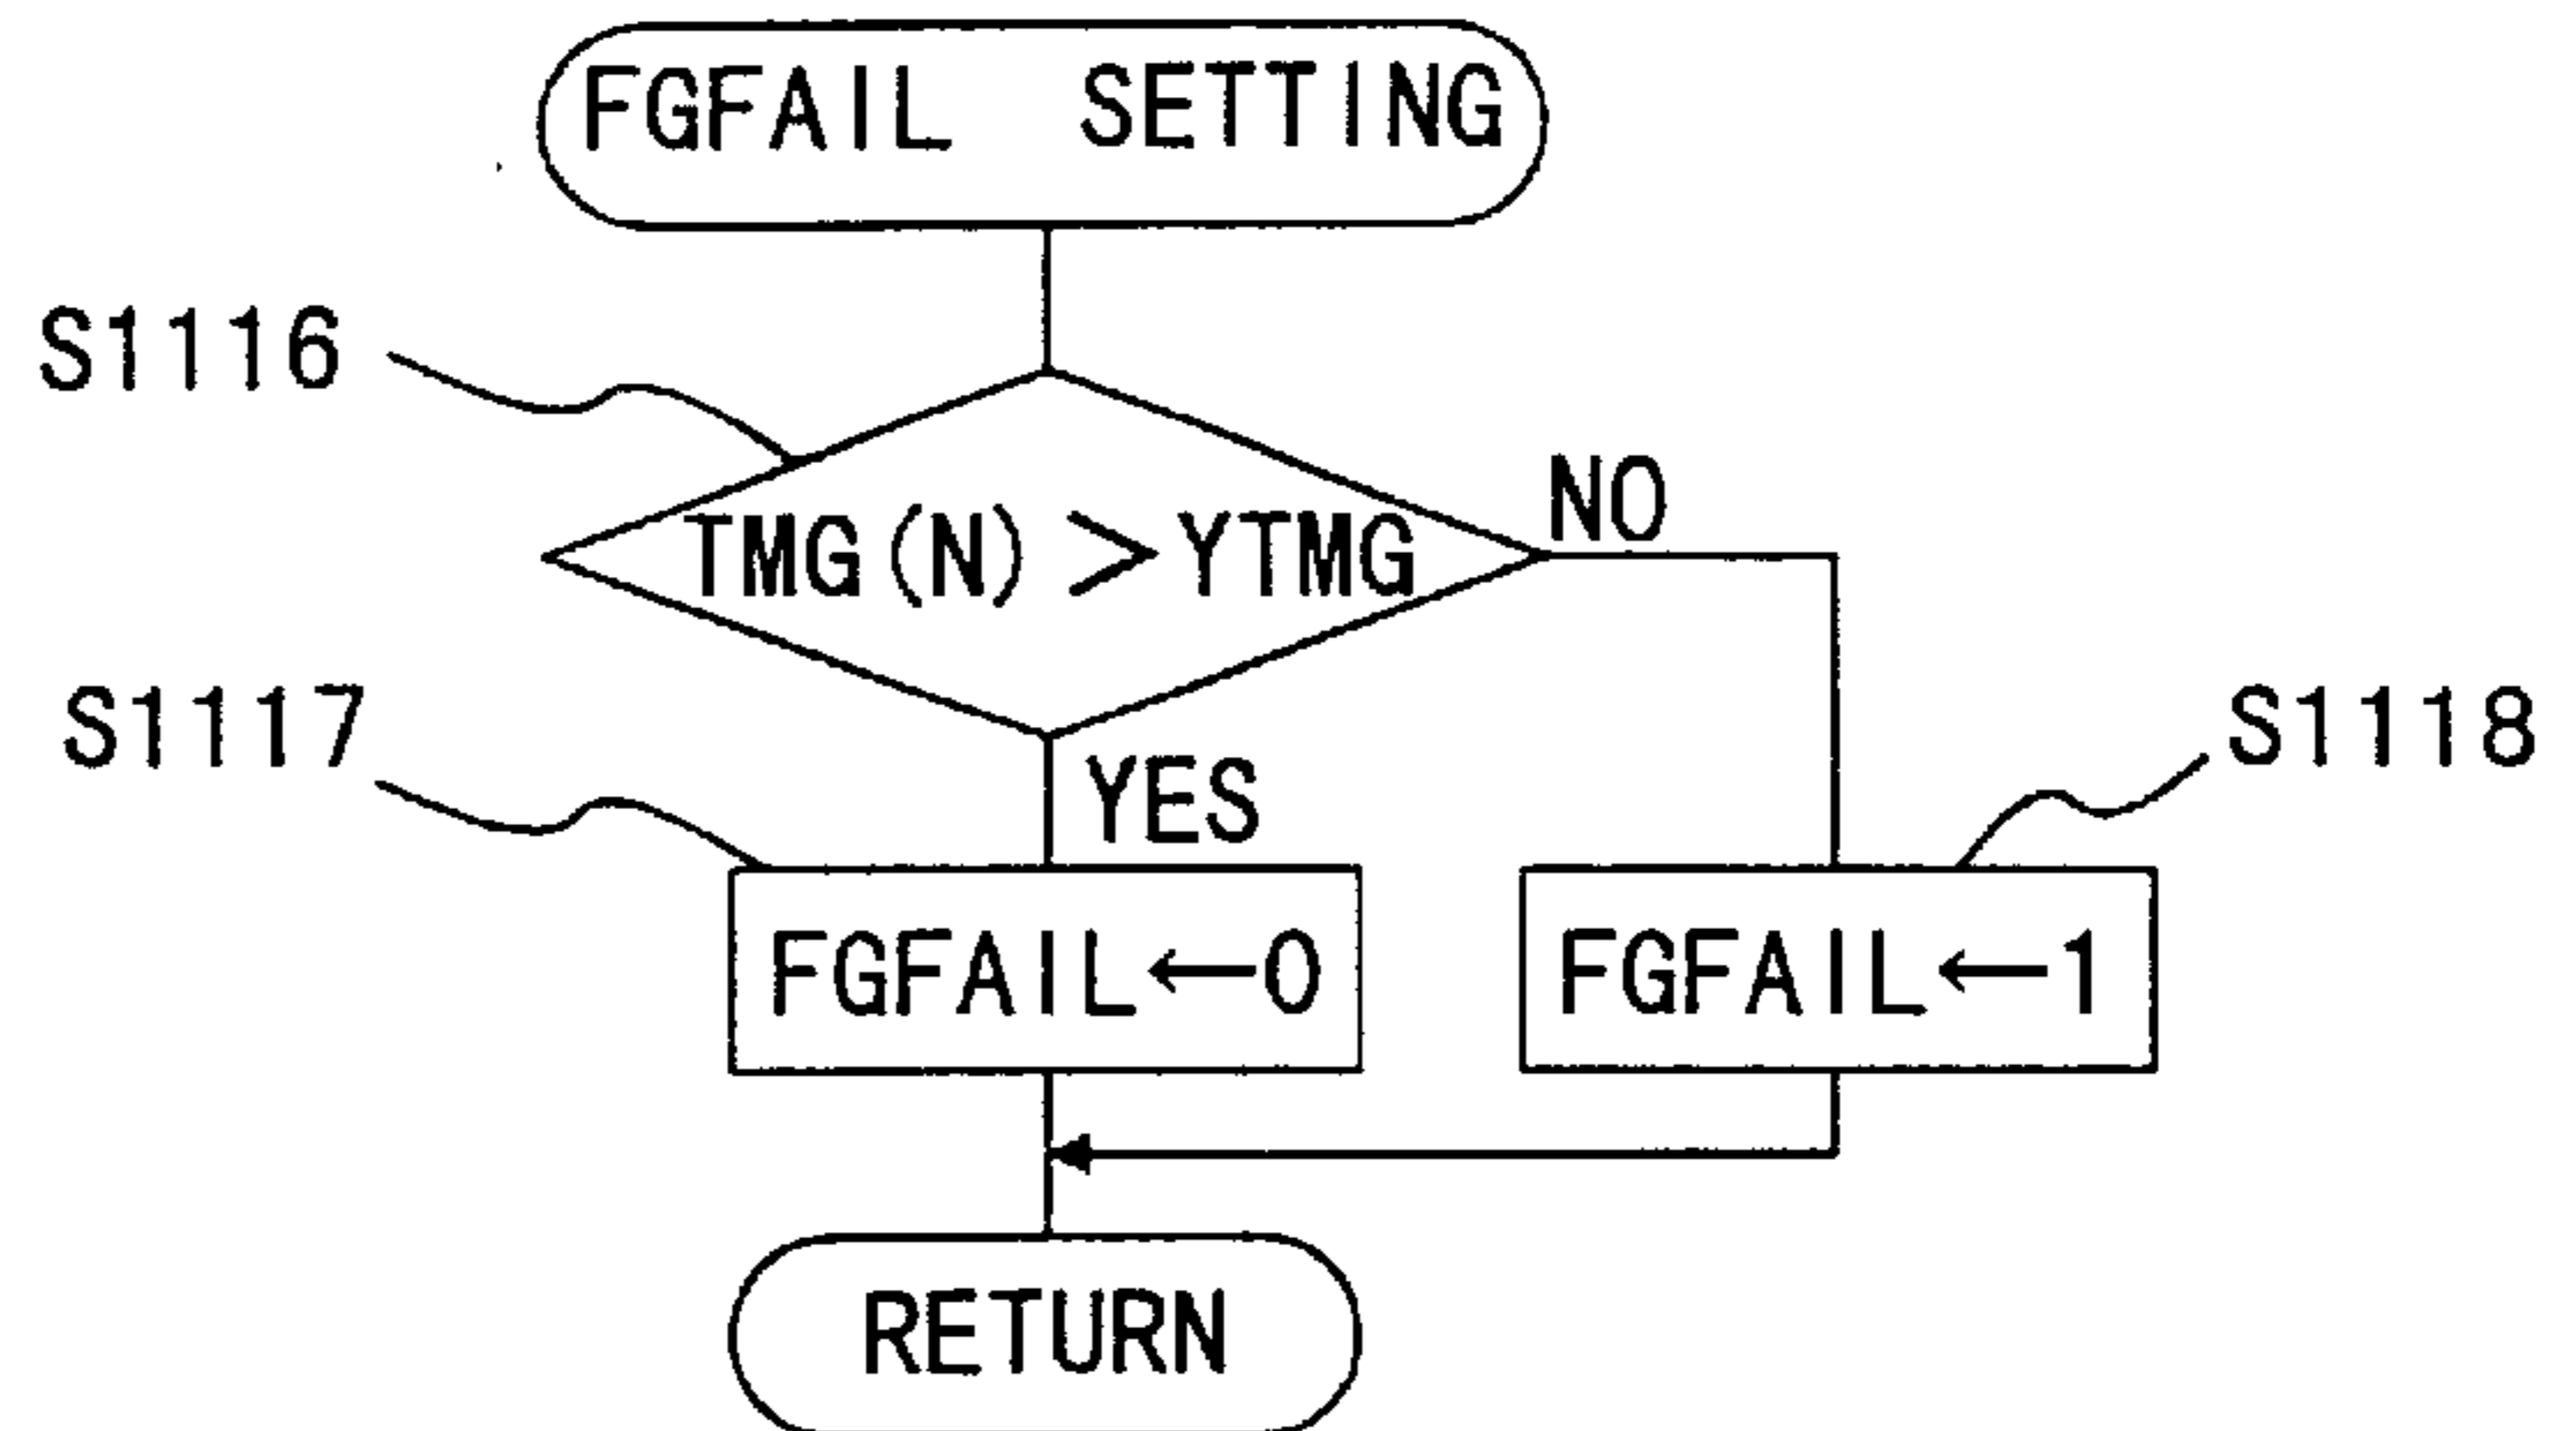 FGFAIL SETTING
S1116
TMG(N)>YTMG
NO
S1117
YES
S1118
FGFAIL←0
FGFAIL←1
RETURN